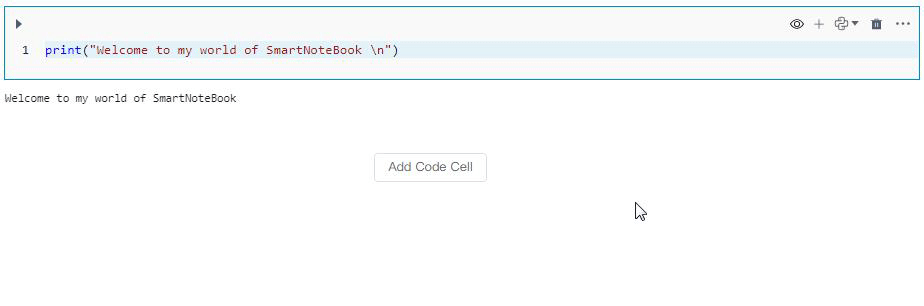 1 print("Welcome to my world of SmartNoteBook \n")
Welcome to my world of SmartNoteBook
Add Code Cell